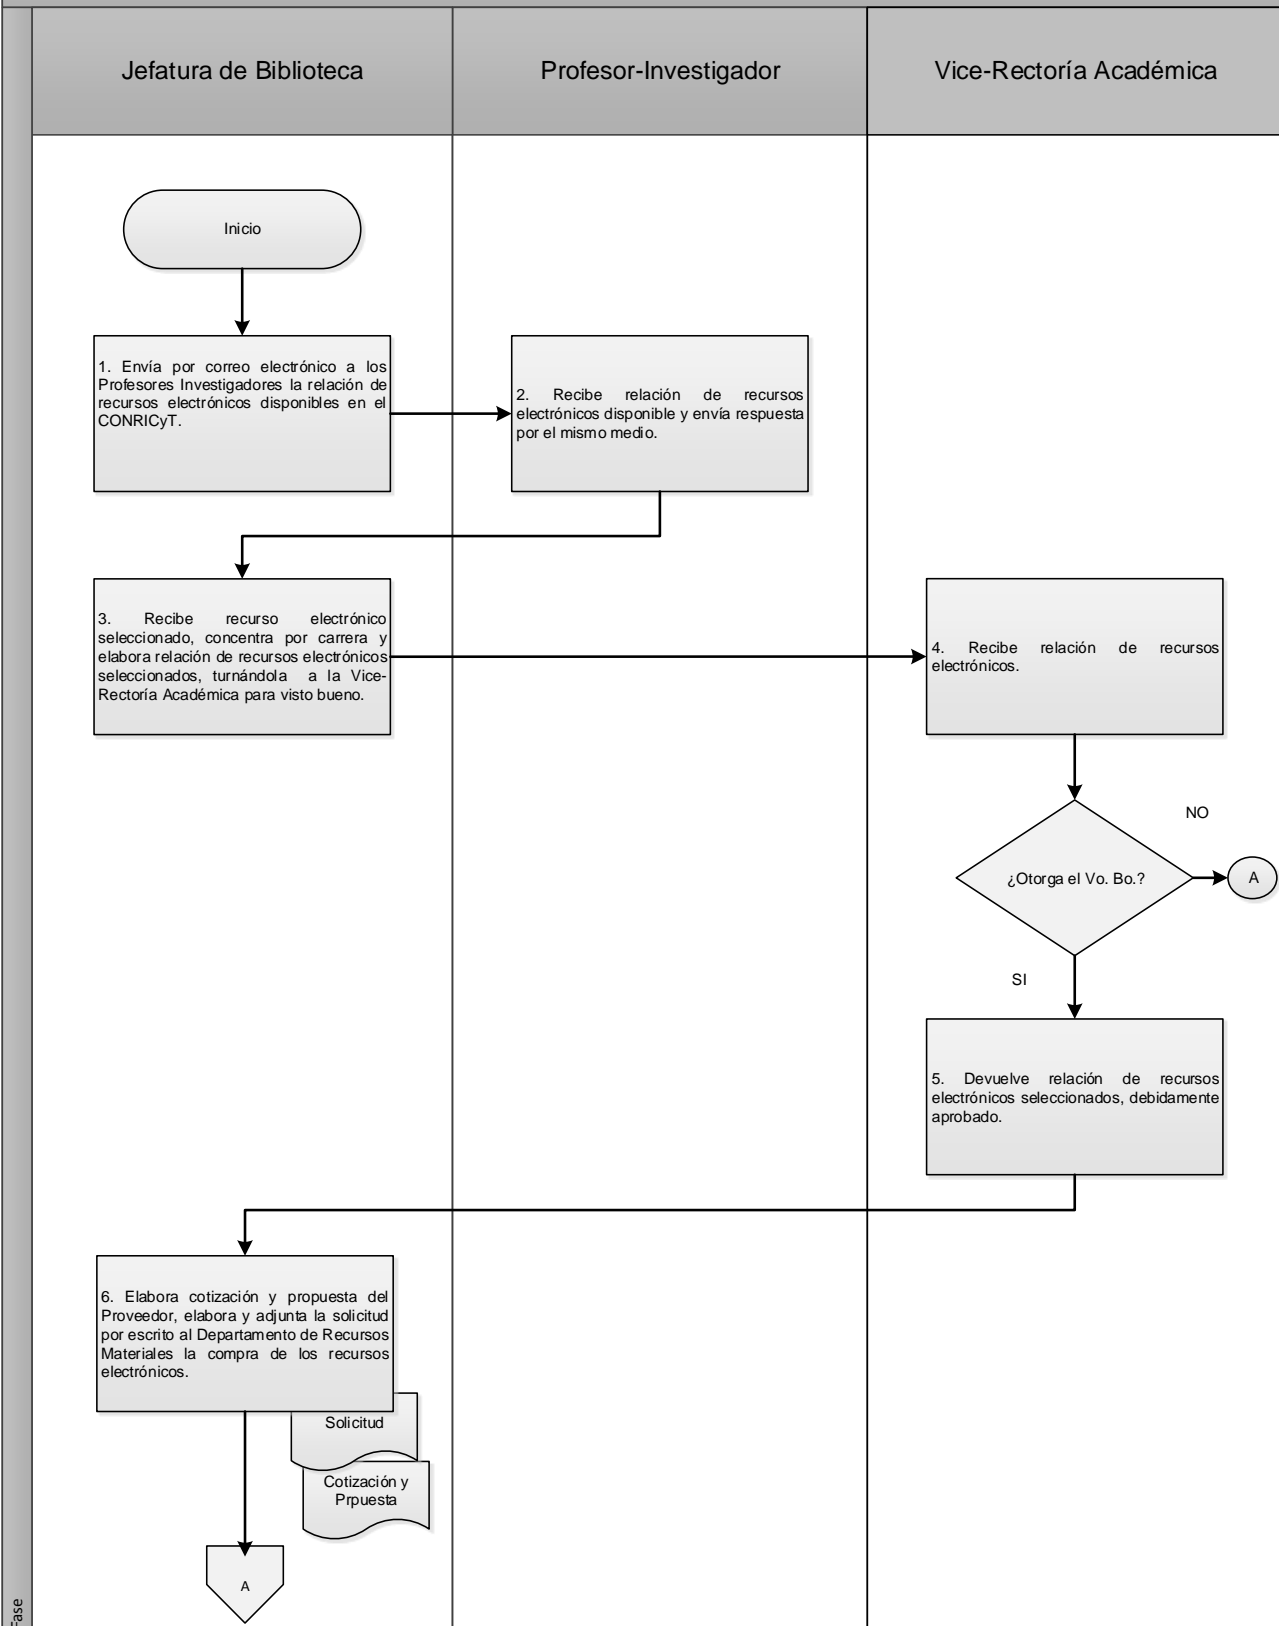 Jefatura de Biblioteca
Profesor-Investigador
Vice-Rectoría Académica
Inicio
1. Envía por correo electrónico a los
Profesores Investigadores la relación de
recursos electrónicos disponibles en el
CONRICyT.
2. Recibe relación de recursos
electrónicos disponible y envía respuesta
por el mismo medio.
3. Recibe recurso electrónico
seleccionado, concentra por carrera y
elabora relación de recursos electrónicos
seleccionados, turnándola a la Vice-
Rectoría Académica para visto bueno.
4. Recibe relación de recursos
electrónicos.
NO
¿Otorga el Vo. Bo.?
A
SI
5. Devuelve relación de recursos
electrónicos seleccionados, debidamente
aprobado.
6. Elabora cotización y propuesta del
Proveedor, elabora y adjunta la solicitud
por escrito al Departamento de Recursos
Materiales la compra de los recursos
electrónicos.
Solicitud
Cotización y
Prpuesta
A
Fase